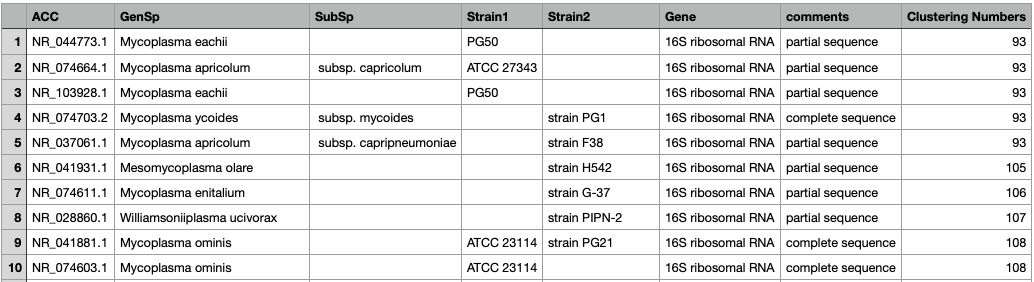 ACC GenSp SubSp Strain1 Strain2 Gene comments Clustering Numbers
1 NR_044773.1 Mycoplasma eachii PG50 16S ribosomal RNA partial sequence 93
2 NR_074664.1 Mycoplasma apricolum subsp. capricolum ATCC 27343 16S ribosomal RNA partial sequence 93
3 NR_103928.1 Mycoplasma eachii PG50 16S ribosomal RNA partial sequence 93
4 NR_074703.2 Mycoplasma ycoides subsp. mycoides strain PG1 16S ribosomal RNA complete sequence 93
5 NR_037061.1 Mycoplasma apricolum subsp. capripneumoniae strain F38 16S ribosomal RNA partial sequence 93
6 NR_041931.1 Mesomycoplasma olare strain H542 16S ribosomal RNA partial sequence 105
7 NR_074611.1 Mycoplasma enitalium strain G-37 16S ribosomal RNA partial sequence 106
8 NR_028860.1 Williamsoniiplasma ucivorax strain PIPN-2 16S ribosomal RNA partial sequence 107
9 NR_041881.1 Mycoplasma ominis ATCC 23114 strain PG21 16S ribosomal RNA complete sequence 108
10 NR_074603.1 Mycoplasma ominis ATCC 23114 16S ribosomal RNA complete sequence 108